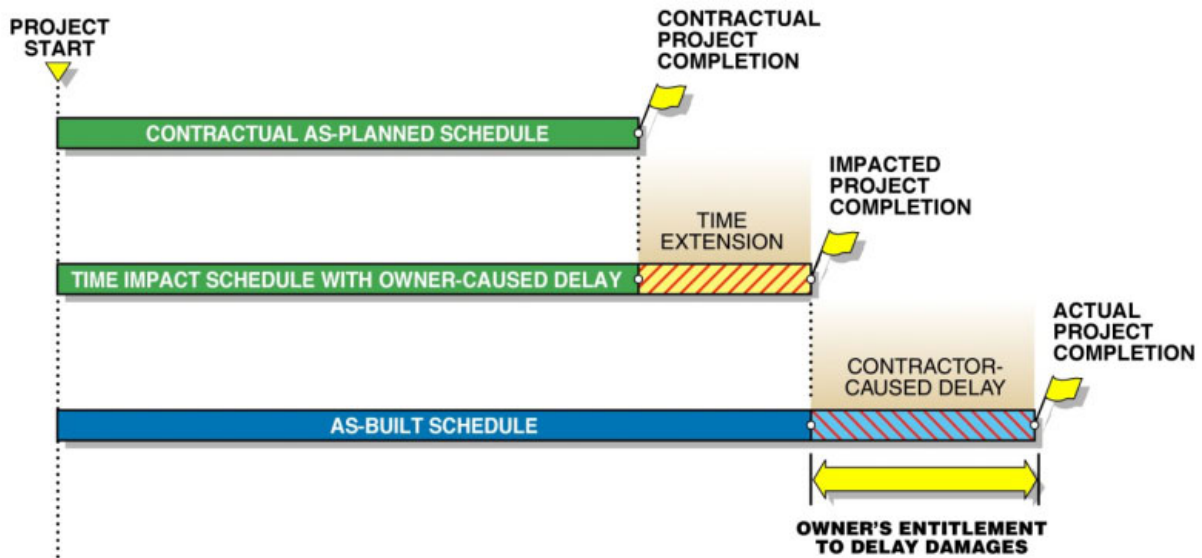 PROJECT
START
CONTRACTUAL
PROJECT
COMPLETION
CONTRACTUAL AS-PLANNED SCHEDULE
IMPACTED
PROJECT
COMPLETION
TIME
EXTENSION
TIME IMPACT SCHEDULE WITH OWNER-CAUSED DELAY
ACTUAL
PROJECT
COMPLETION
CONTRACTOR-
CAUSED DELAY
AS-BUILT SCHEDULE
OWNER'S ENTITLEMENT
TO DELAY DAMAGES